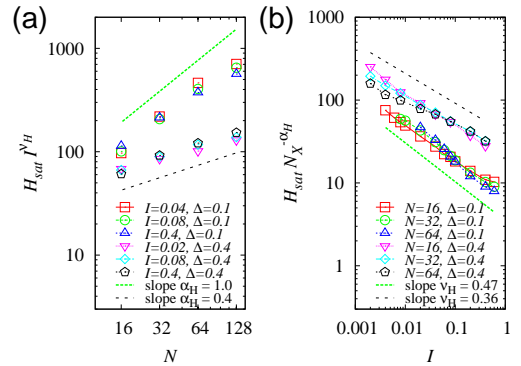 (a)
H_sat I^ν_H
1000
100
10
I=0.04, Δ=0.1
I=0.08, Δ=0.1
I=0.4, Δ=0.1
I=0.02, Δ=0.4
I=0.08, Δ=0.4
I=0.4, Δ=0.4
slope α_H = 1.0
slope α_H = 0.4
16 32 64 128
N
(b)
H_sat N_X^-α_H
1000
100
10
1
N=16, Δ=0.1
N=32, Δ=0.1
N=64, Δ=0.1
N=16, Δ=0.4
N=32, Δ=0.4
N=64, Δ=0.4
slope ν_H = 0.47
slope ν_H = 0.36
0.001 0.01 0.1 1
I